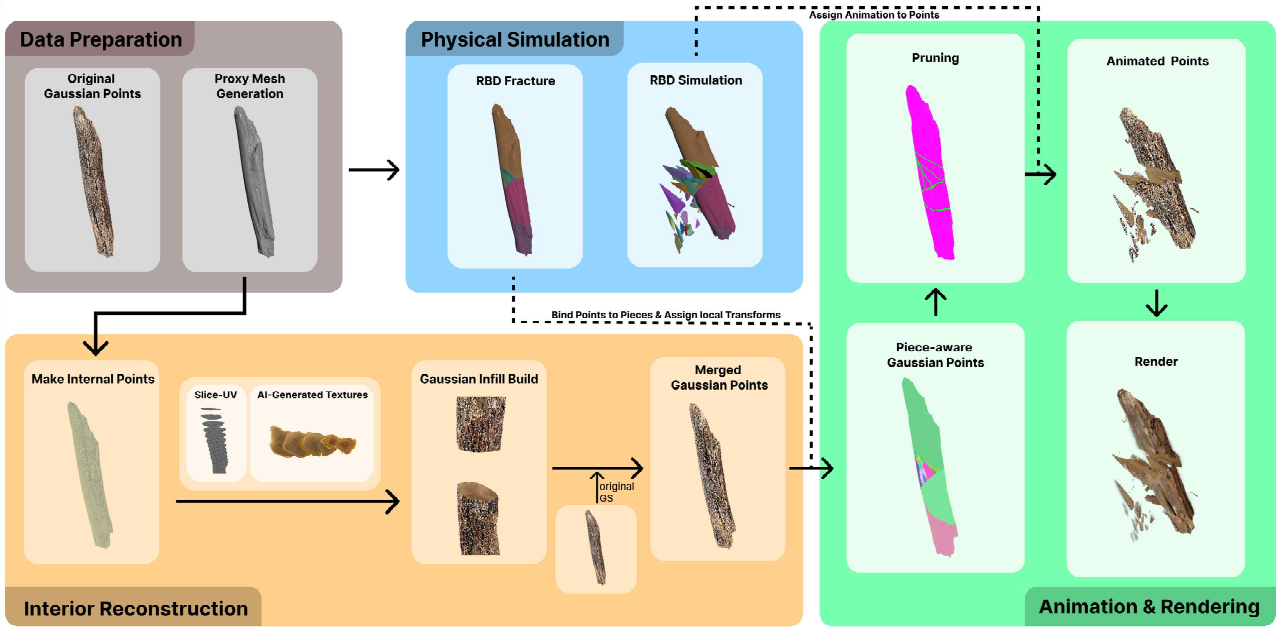 Data Preparation
Original
Gaussian Points
Proxy Mesh
Generation
Physical Simulation
RBD Fracture
RBD Simulation
Assign Animation to Points
Pruning
Animated Points
Bind Points to Pieces & Assign local Transforms
Make Internal Points
Slice-UV
AI-Generated Textures
Gaussian Infill Build
original
GS
Merged
Gaussian Points
Interior Reconstruction
Piece-aware
Gaussian Points
Render
Animation & Rendering